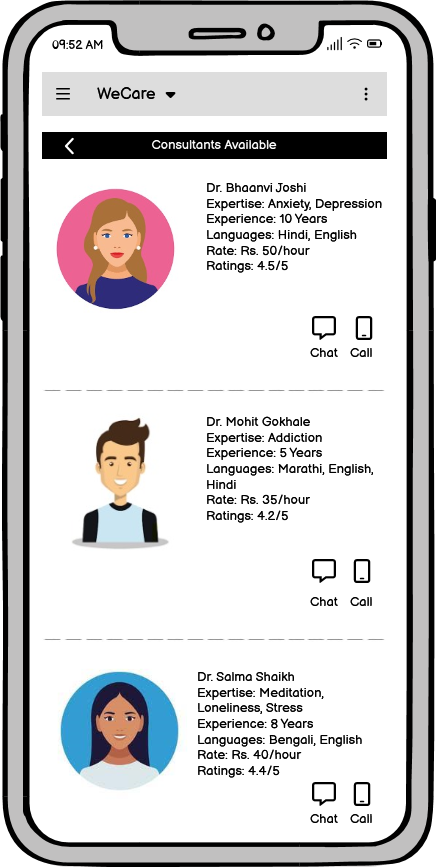 09:52 AM
WeCare
Consultants Available
Dr. Bhaanvi Joshi
Expertise: Anxiety, Depression
Experience: 10 Years
Languages: Hindi, English
Rate: Rs. 50/hour
Ratings: 4.5/5
Chat Call
Dr. Mohit Gokhale
Expertise: Addiction
Experience: 5 Years
Languages: Marathi, English,
Hindi
Rate: Rs. 35/hour
Ratings: 4.2/5
Chat Call
Dr. Salma Shaikh
Expertise: Meditation,
Loneliness, Stress
Experience: 8 Years
Languages: Bengali, English
Rate: Rs. 40/hour
Ratings: 4.4/5
Chat Call